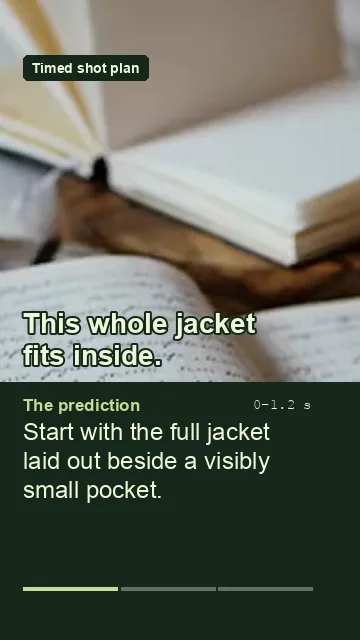 Timed shot plan
This whole jacket
fits inside.
The prediction 0–1.2 s
Start with the full jacket
laid out beside a visibly
small pocket.